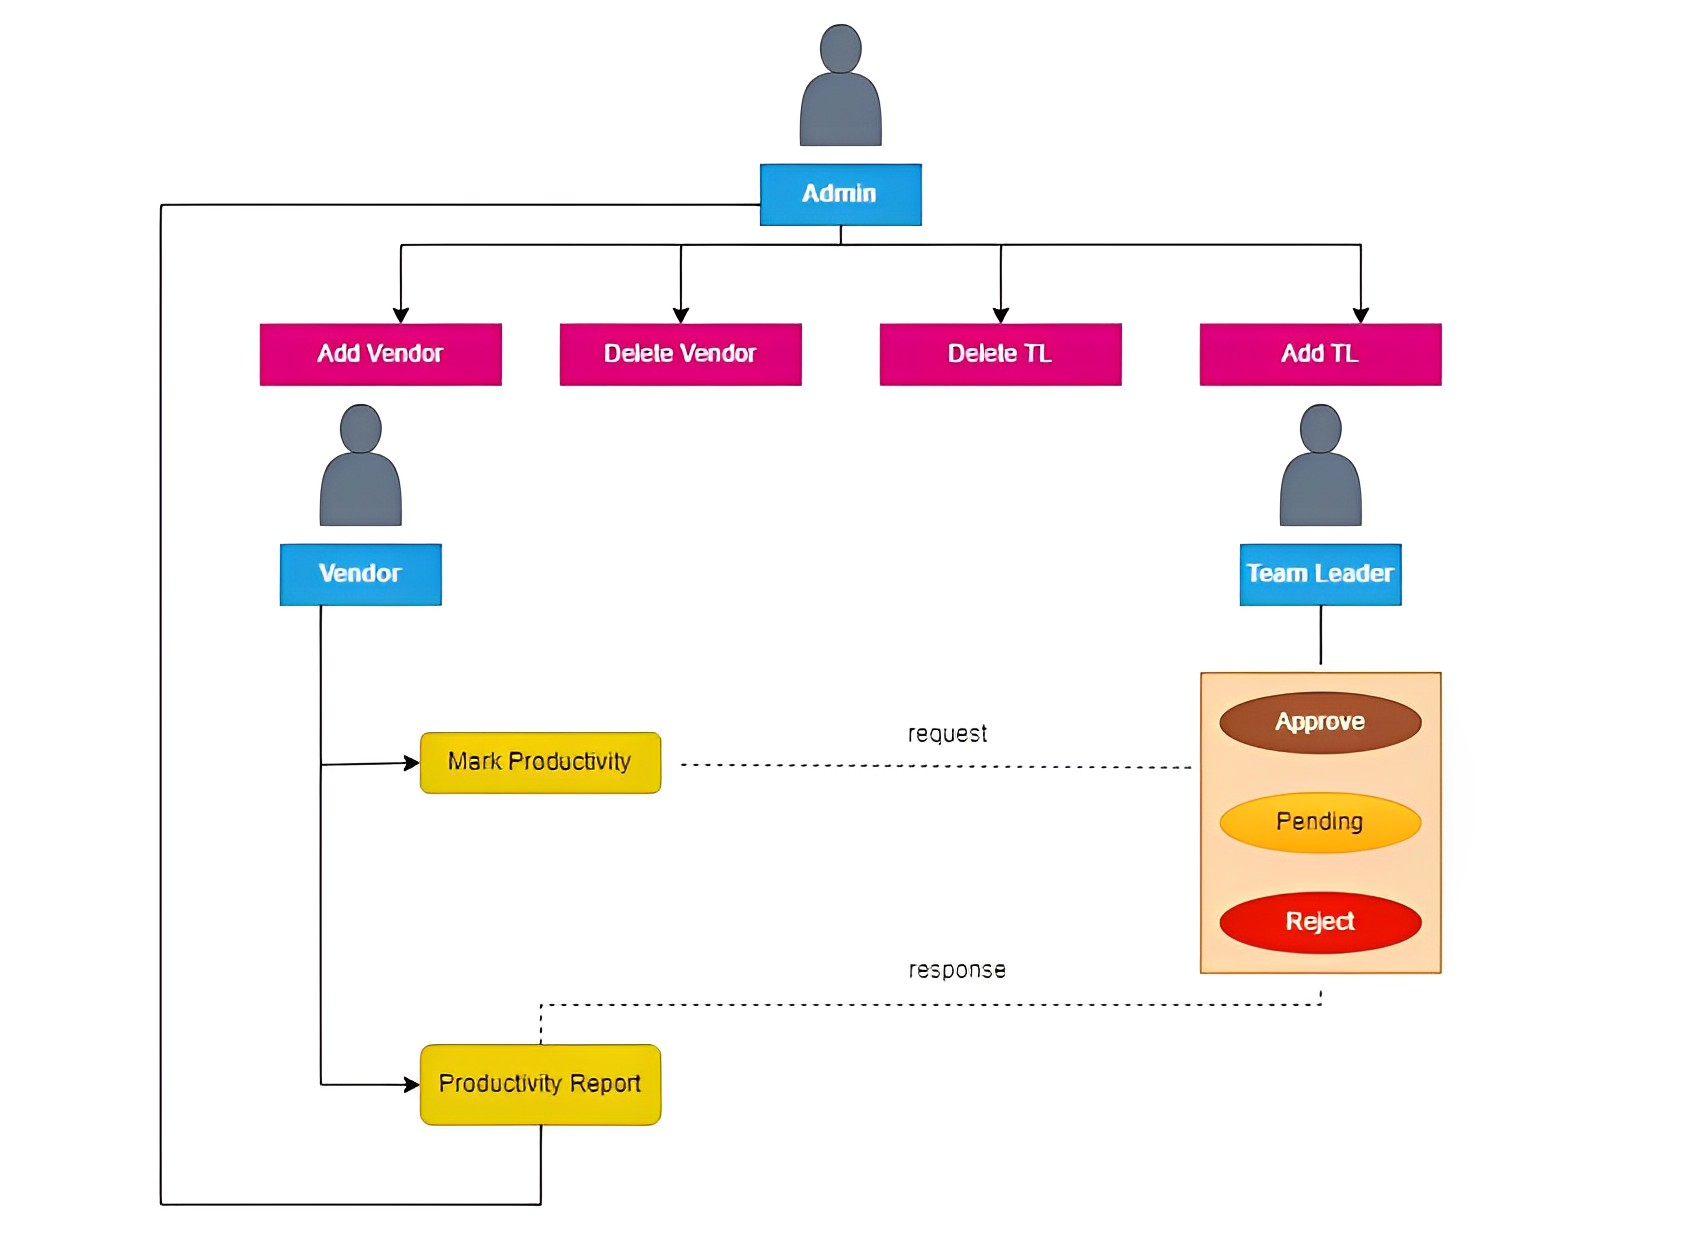 Admin
Add Vendor
Delete Vendor
Delete TL
Add TL
Vendor
Team Leader
Approve
request
Mark Productivity
Pending
Reject
response
Productivity Report